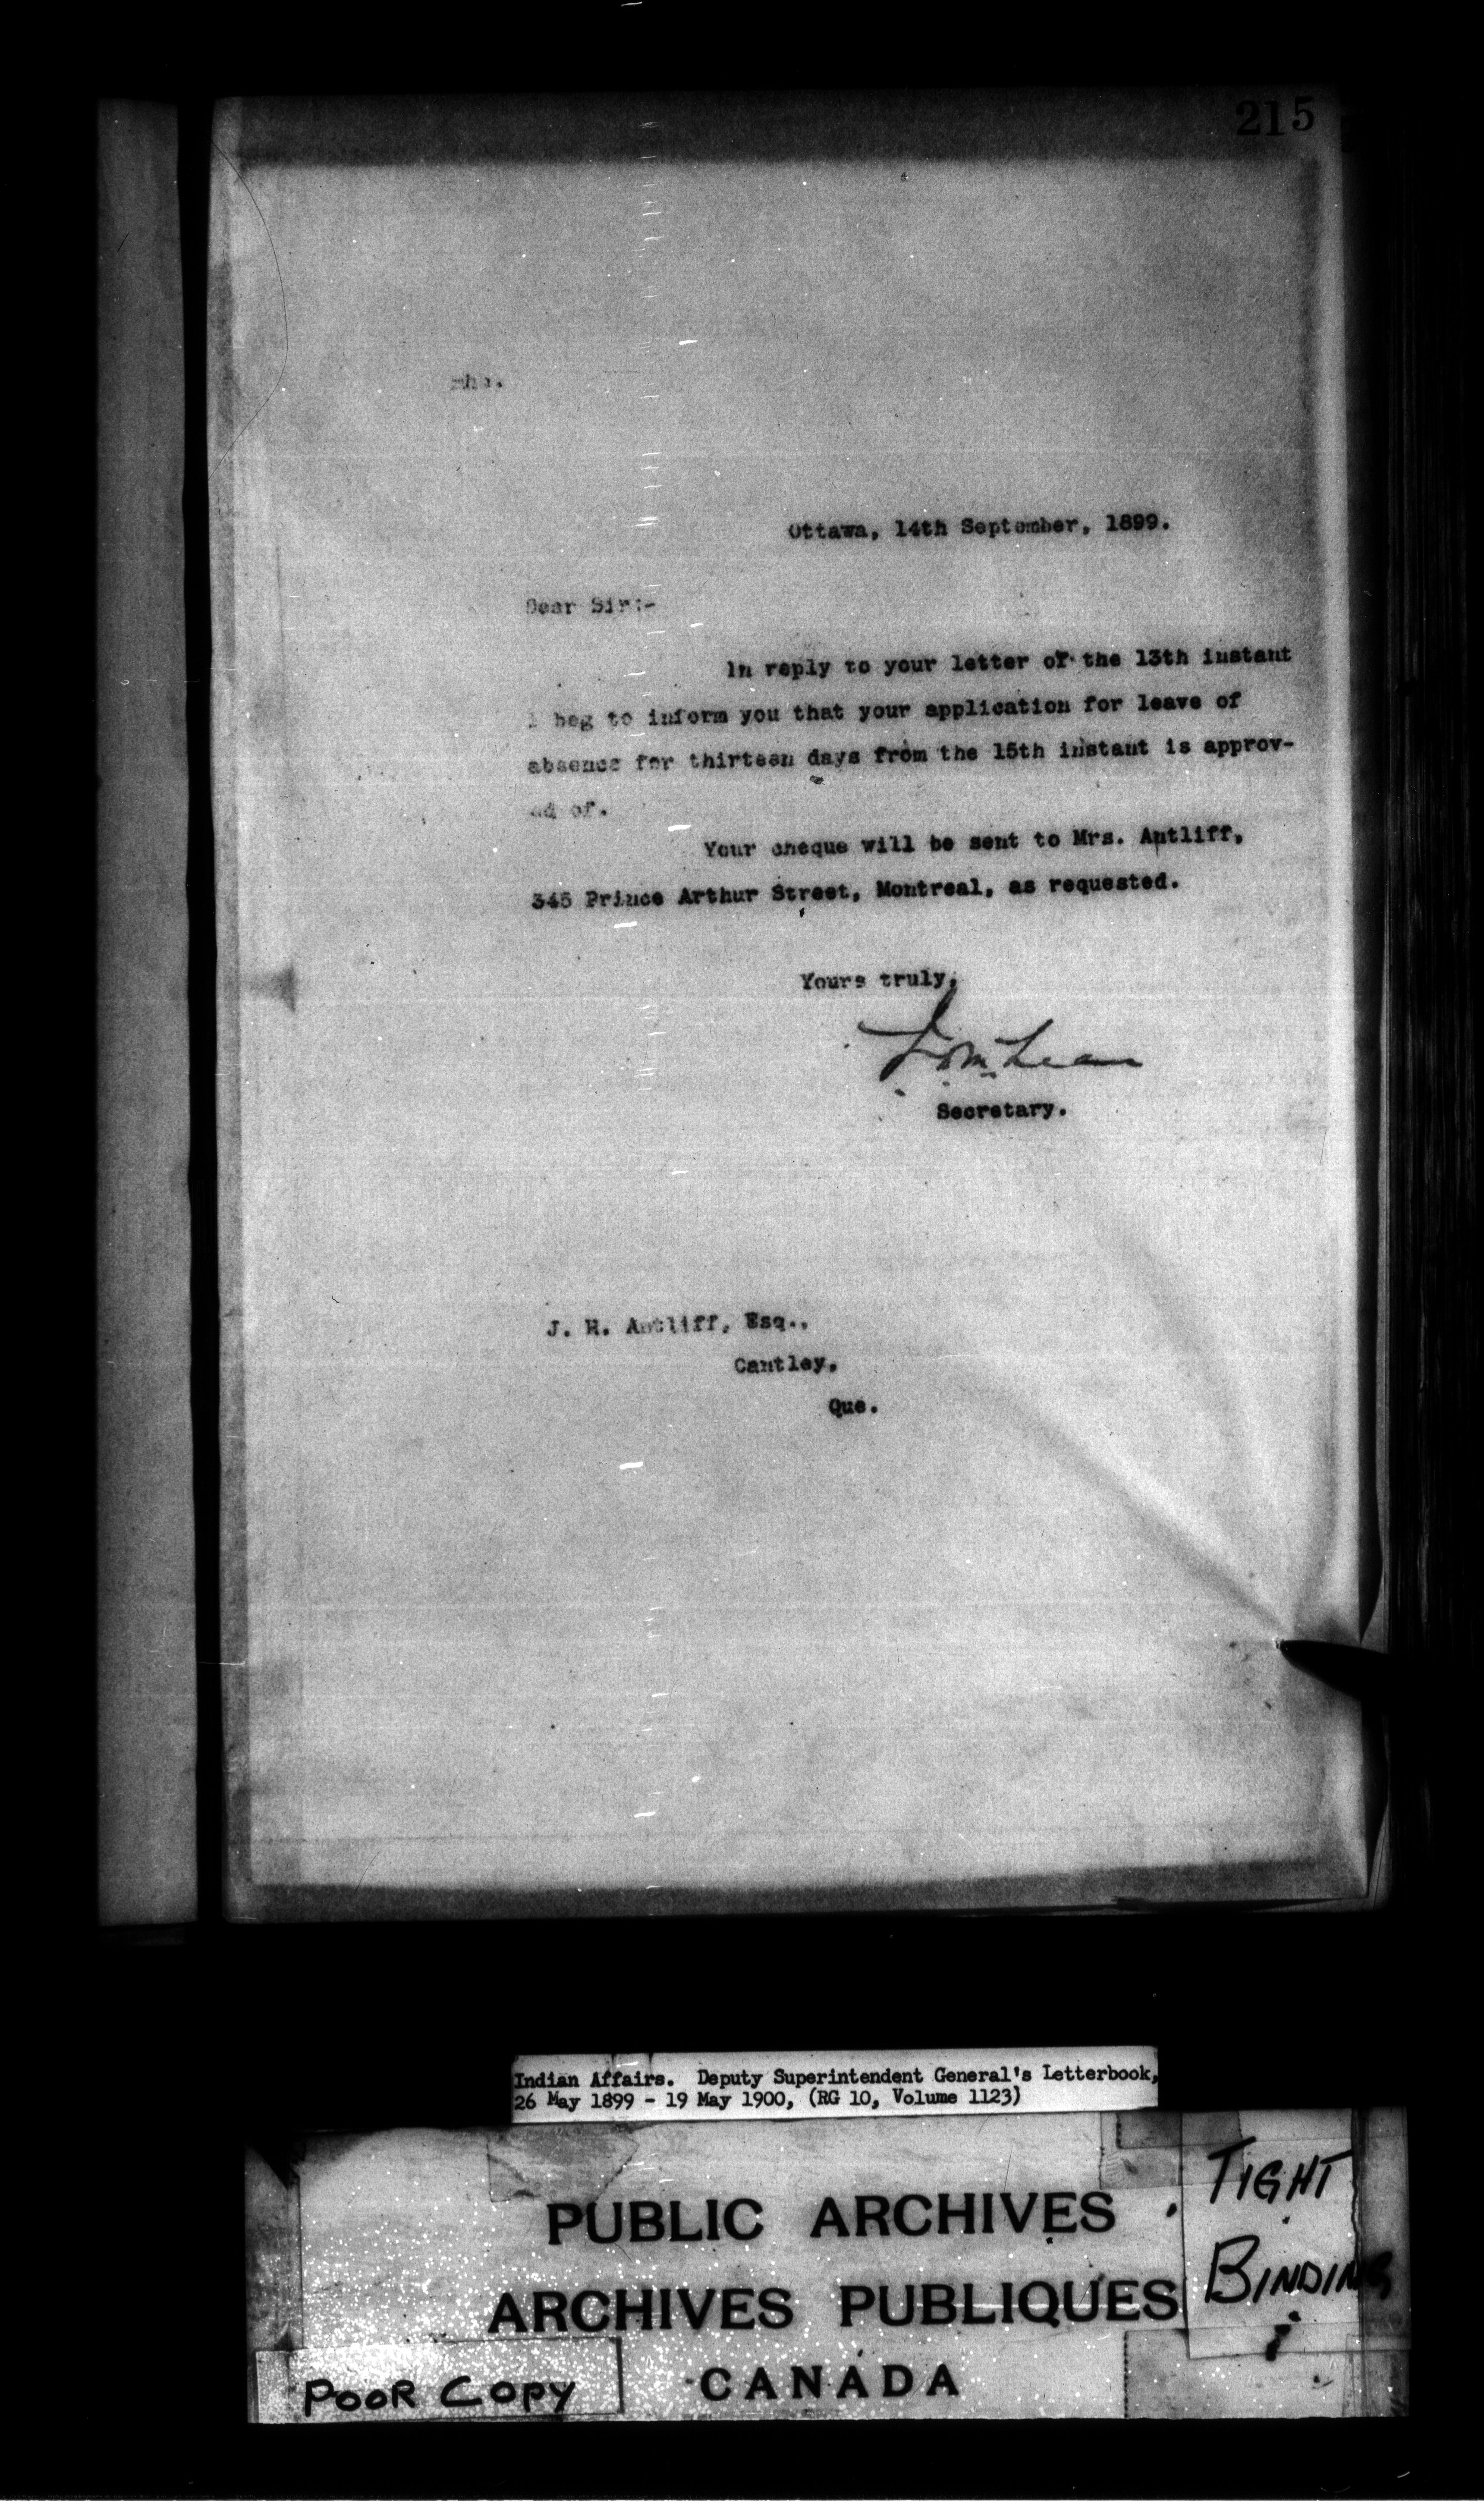 215
Ottawa, 14th September, 1899.
Dear Sir:-
In reply to your letter of the 13th instant
I beg to inform you that your application for leave of
absence for thirteen days from the 15th instant is approv-
ed of.
Your cheque will be sent to Mrs. Antliff,
345 Prince Arthur Street, Montreal, as requested.
Yours truly,
Secretary.
J. H. Antliff, Esq.,
Cantley,
Que.
Indian Affairs. Deputy Superintendent General's Letterbook,
26 May 1899 - 19 May 1900, (RG 10, Volume 1123)
PUBLIC ARCHIVES
ARCHIVES PUBLIQUES
CANADA
TIGHT
BINDING
POOR COPY